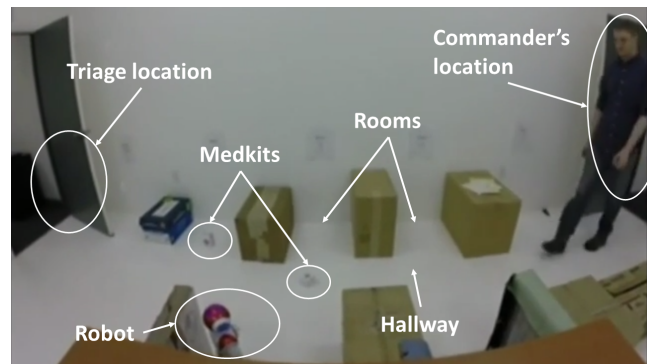 Commander's
location
Triage location
Rooms
Medkits
Robot
Hallway